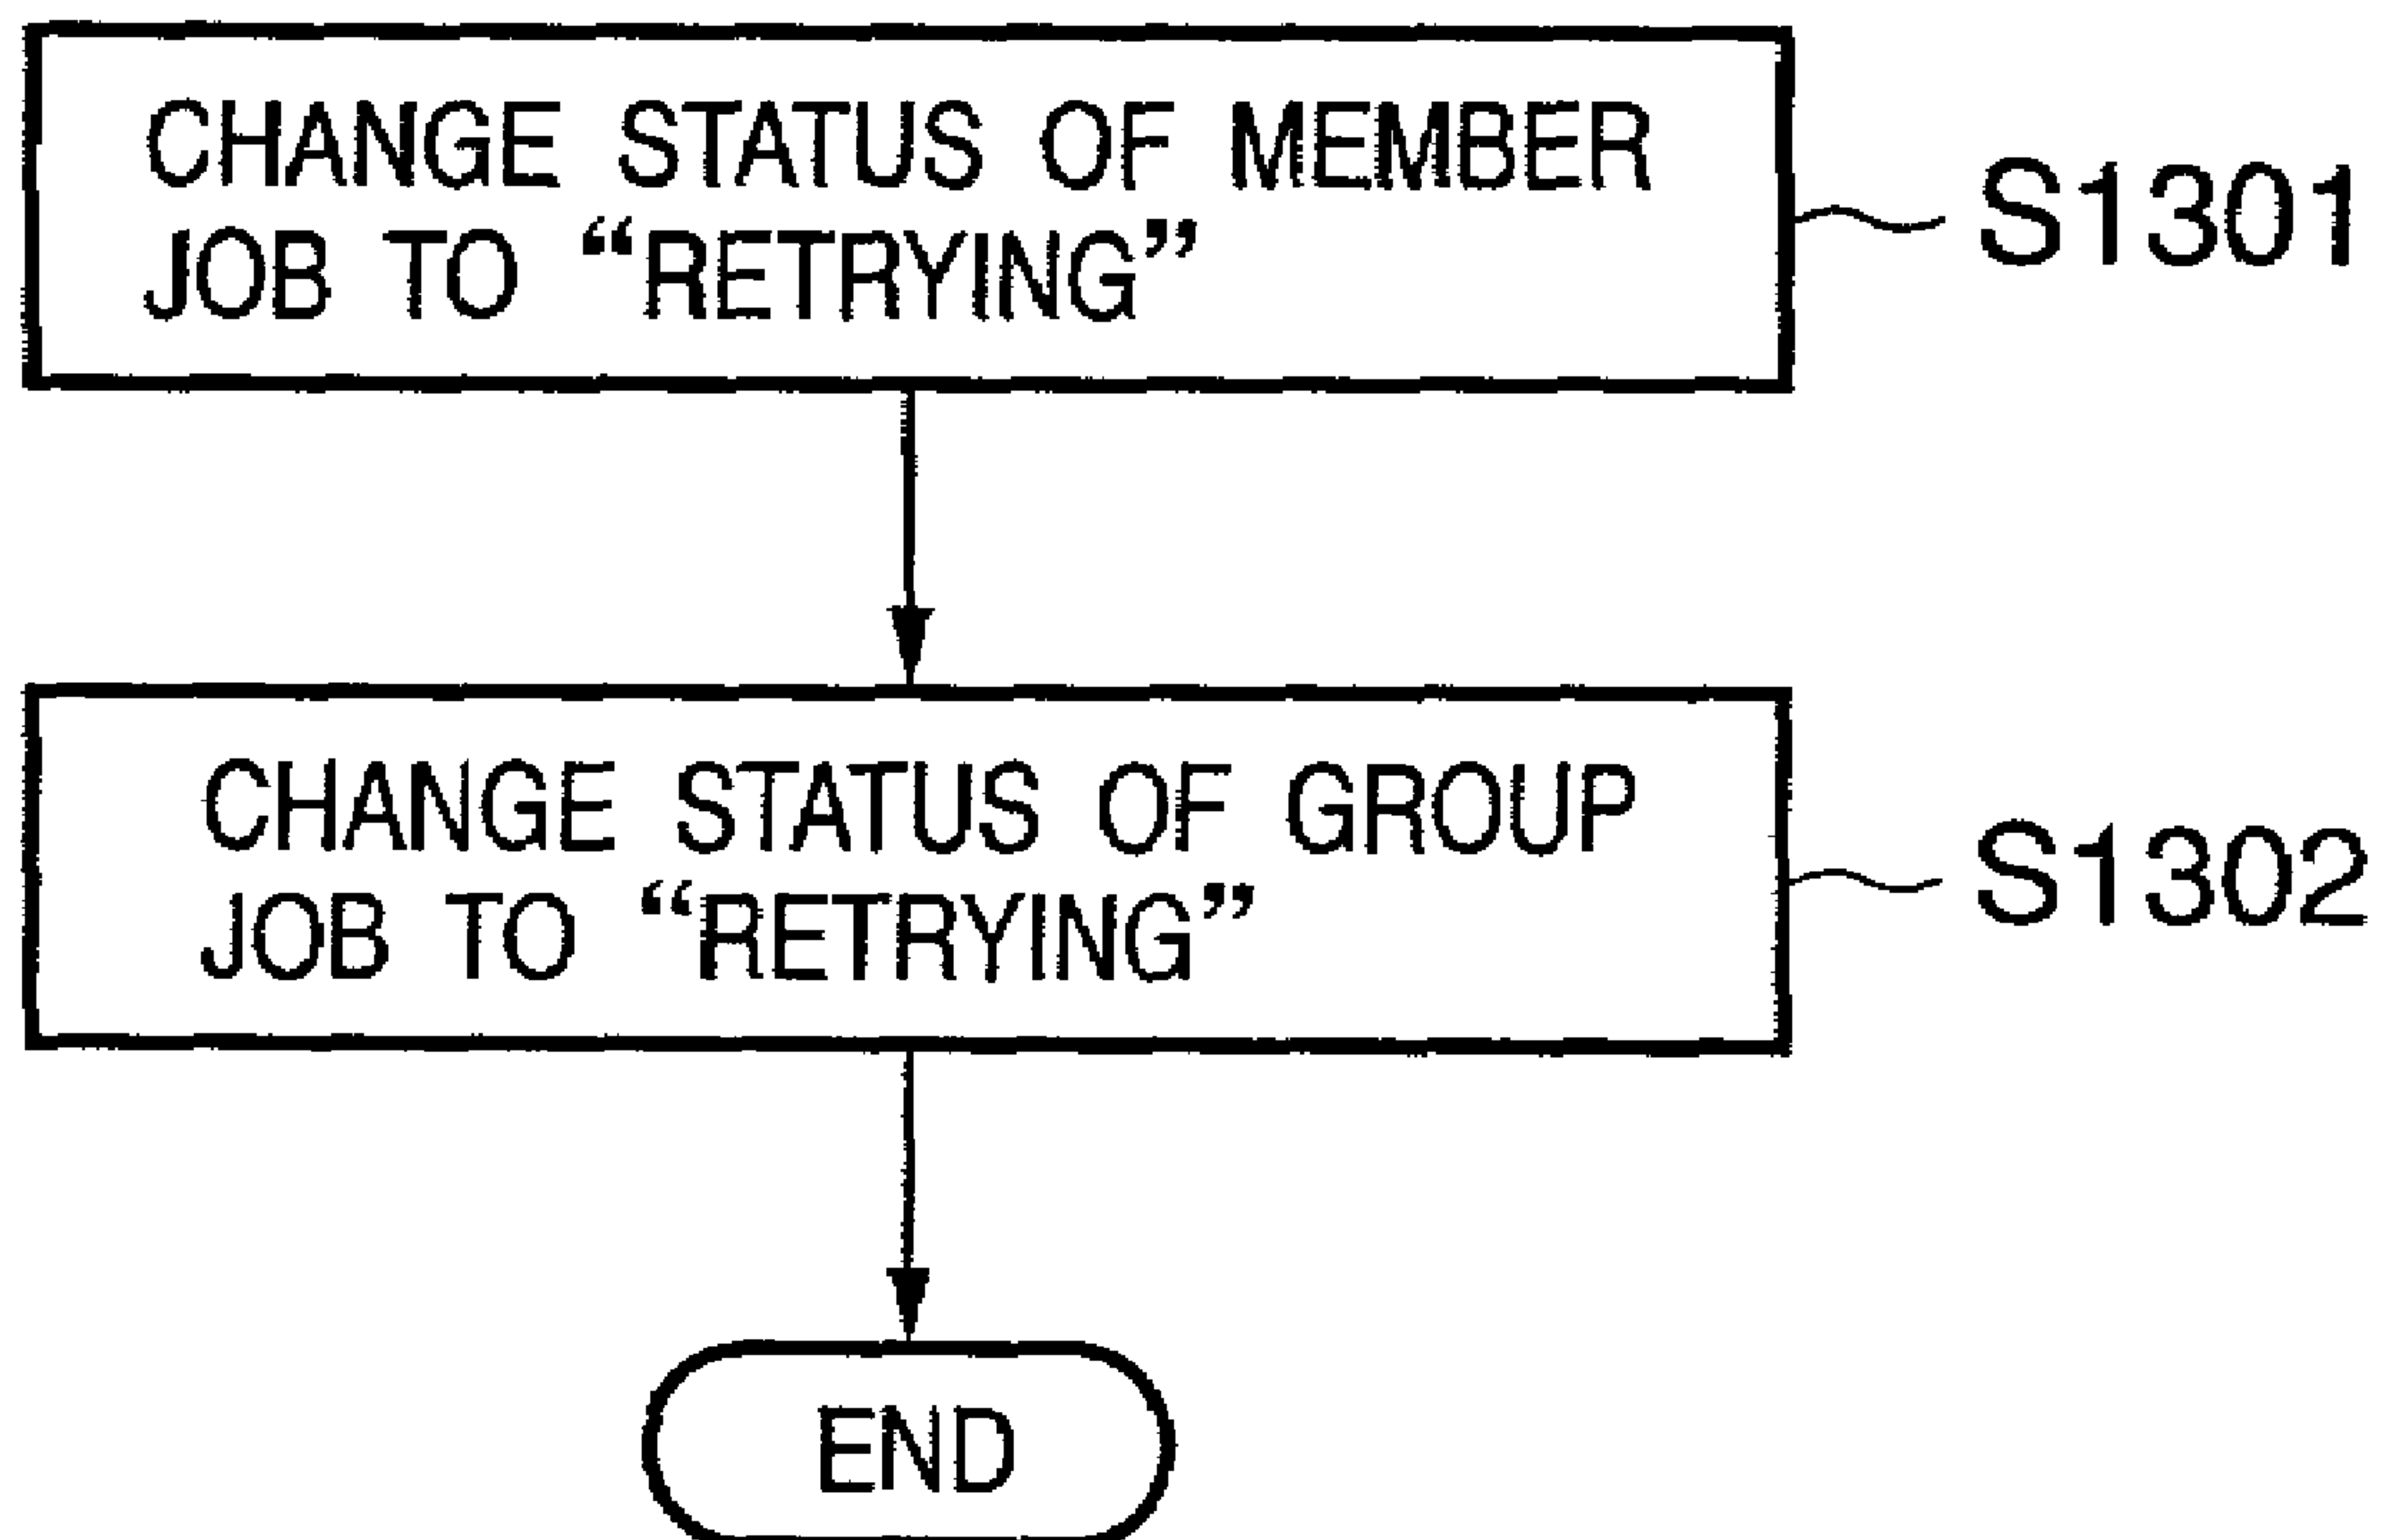 CHANGE STATUS OF MEMBER
JOB TO “RETRYING”
S1301
CHANGE STATUS OF GROUP
JOB TO “RETRYING”
S1302
END